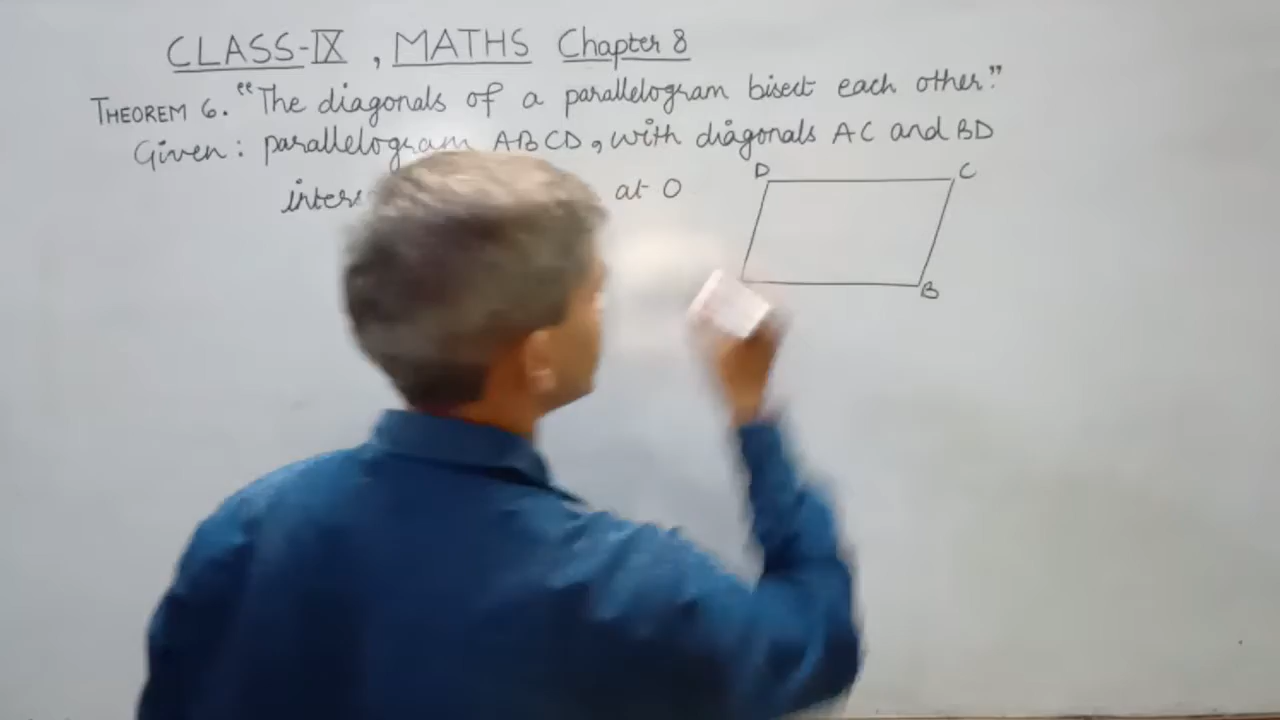 CLASS-IX, MATHS Chapter 8
THEOREM 6. "The diagonals of a parallelogram bisect each other."
Given: parallelogram ABCD, with diagonals AC and BD
at O
D
C
B